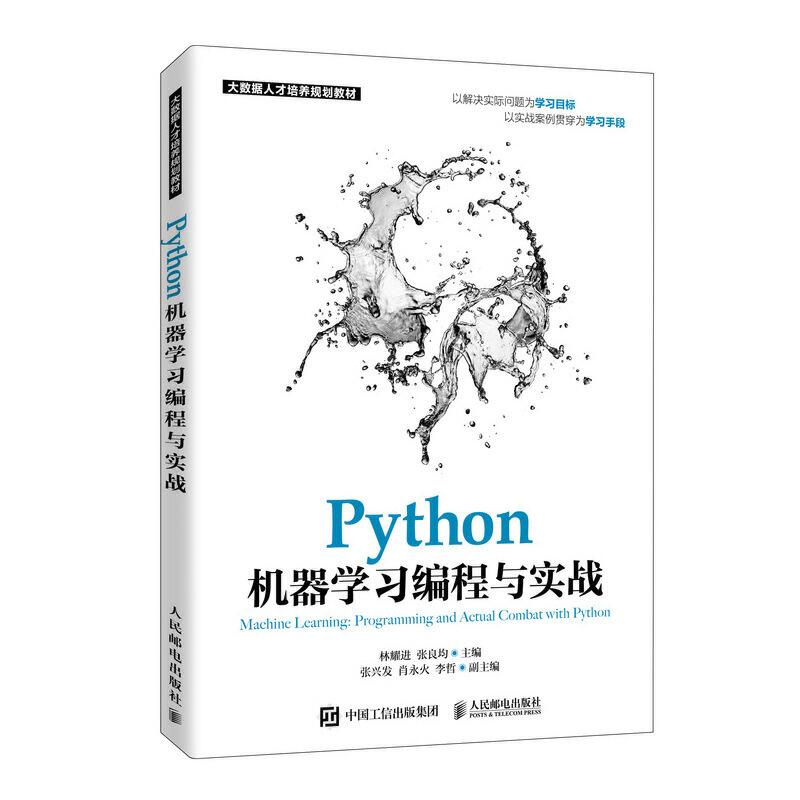 大数据人才培养规划教材
Python机器学习编程与实战
人民邮电出版社
大数据人才培养规划教材
以解决实际问题为学习目标
以实战案例贯穿为学习手段
Python
机器学习编程与实战
Machine Learning: Programming and Actual Combat with Python
林耀进 张良均 主编
张兴发 肖永火 李哲 副主编
中国工信出版集团
人民邮电出版社
POSTS & TELECOM PRESS